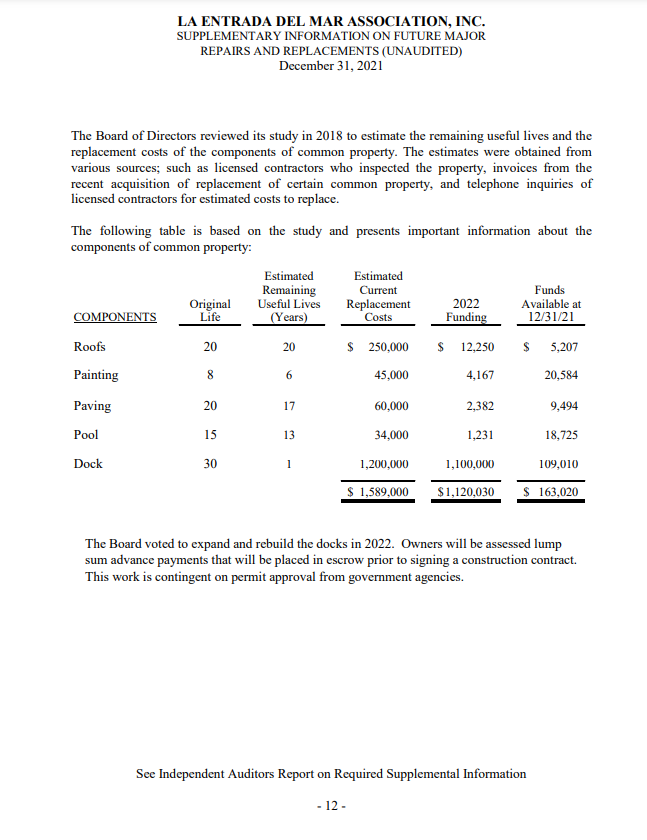 LA ENTRADA DEL MAR ASSOCIATION, INC.
SUPPLEMENTARY INFORMATION ON FUTURE MAJOR
REPAIRS AND REPLACEMENTS (UNAUDITED)
December 31, 2021
The Board of Directors reviewed its study in 2018 to estimate the remaining useful lives and the
replacement costs of the components of common property. The estimates were obtained from
various sources; such as licensed contractors who inspected the property, invoices from the
recent acquisition of replacement of certain common property, and telephone inquiries of
licensed contractors for estimated costs to replace.
The following table is based on the study and presents important information about the
components of common property:
Estimated Estimated
Remaining Current Funds
Original Useful Lives Replacement 2022 Available at
COMPONENTS Life (Years) Costs Funding 12/31/21
Roofs 20 20 $ 250,000 $ 12,250 $ 5,207
Painting 8 6 45,000 4,167 20,584
Paving 20 17 60,000 2,382 9,494
Pool 15 13 34,000 1,231 18,725
Dock 30 1 1,200,000 1,100,000 109,010
$ 1,589,000 $1,120,030 $ 163,020
The Board voted to expand and rebuild the docks in 2022. Owners will be assessed lump
sum advance payments that will be placed in escrow prior to signing a construction contract.
This work is contingent on permit approval from government agencies.
See Independent Auditors Report on Required Supplemental Information
- 12 -